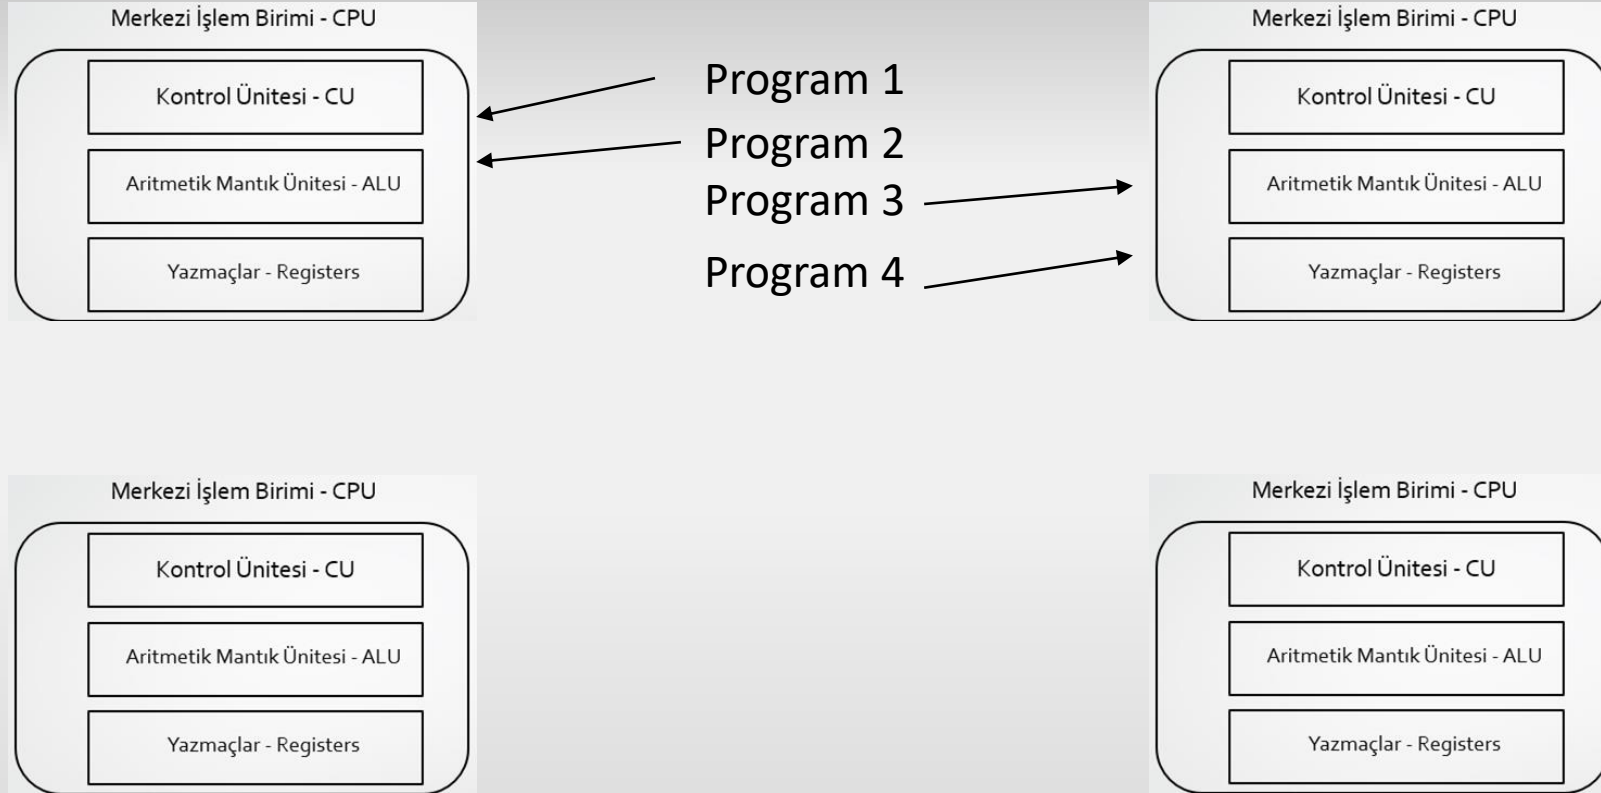 Merkezi İşlem Birimi - CPU
Kontrol Ünitesi - CU
Aritmetik Mantık Ünitesi - ALU
Yazmaçlar - Registers
Program 1
Program 2
Program 3
Program 4
Merkezi İşlem Birimi - CPU
Kontrol Ünitesi - CU
Aritmetik Mantık Ünitesi - ALU
Yazmaçlar - Registers
Merkezi İşlem Birimi - CPU
Kontrol Ünitesi - CU
Aritmetik Mantık Ünitesi - ALU
Yazmaçlar - Registers
Merkezi İşlem Birimi - CPU
Kontrol Ünitesi - CU
Aritmetik Mantık Ünitesi - ALU
Yazmaçlar - Registers